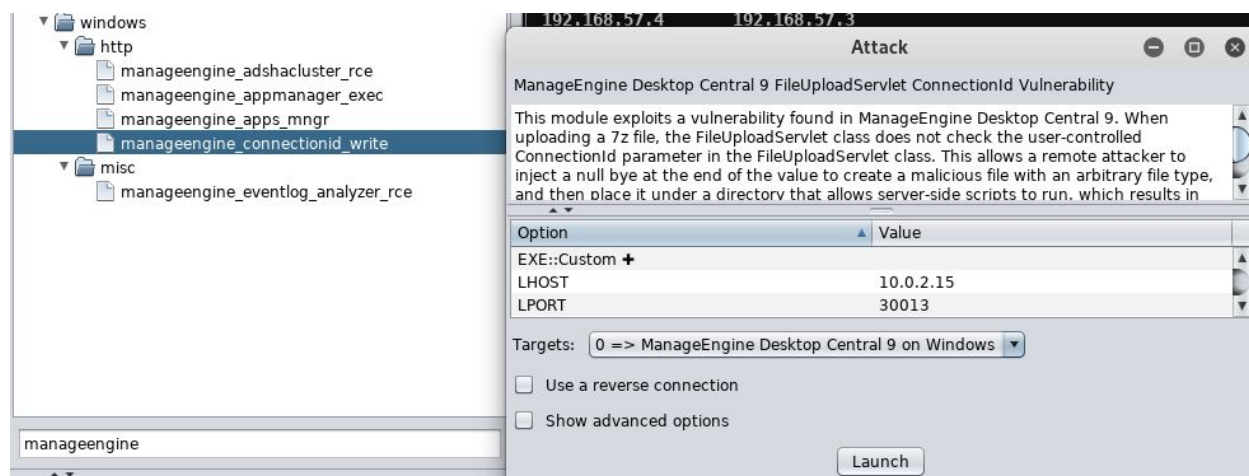 windows
http
manageengine_adshacluster_rce
manageengine_appmanager_exec
manageengine_apps_mngr
manageengine_connectionid_write
misc
manageengine_eventlog_analyzer_rce
manageengine
192.168.57.4 192.168.57.3
Attack
ManageEngine Desktop Central 9 FileUploadServlet ConnectionId Vulnerability
This module exploits a vulnerability found in ManageEngine Desktop Central 9. When
uploading a 7z file, the FileUploadServlet class does not check the user-controlled
ConnectionId parameter in the FileUploadServlet class. This allows a remote attacker to
inject a null bye at the end of the value to create a malicious file with an arbitrary file type,
and then place it under a directory that allows server-side scripts to run, which results in
Option Value
EXE::Custom ✚
LHOST 10.0.2.15
LPORT 30013
Targets: 0 => ManageEngine Desktop Central 9 on Windows
Use a reverse connection
Show advanced options
Launch